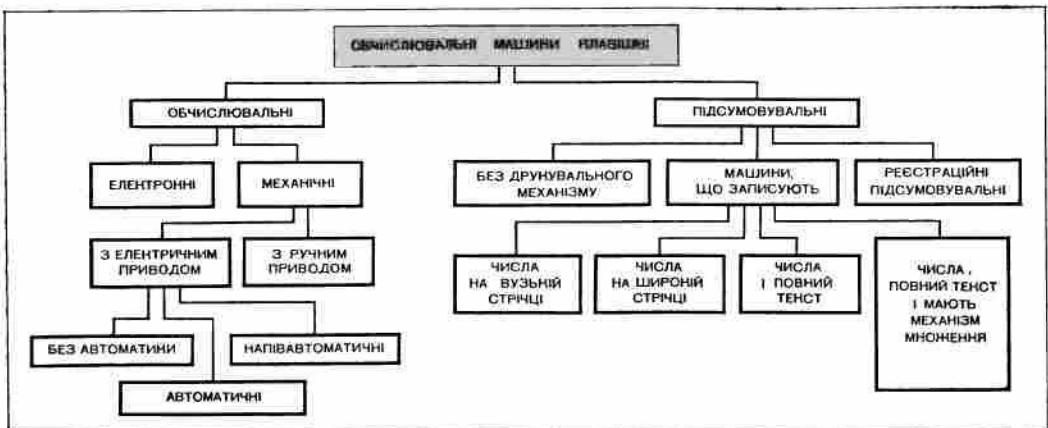 ОБЧИСЛЮВАЛЬНІ МАШИНИ КЛАВІШНІ
ОБЧИСЛЮВАЛЬНІ
ПІДСУМОВУВАЛЬНІ
ЕЛЕКТРОННІ
МЕХАНІЧНІ
БЕЗ ДРУКУВАЛЬНОГО
МЕХАНІЗМУ
МАШИНИ,
ЩО ЗАПИСУЮТЬ
РЕЄСТРАЦІЙНІ
ПІДСУМОВУВАЛЬНІ
З ЕЛЕКТРИЧНИМ
ПРИВОДОМ
З РУЧНИМ
ПРИВОДОМ
ЧИСЛА
НА ВУЗЬКІЙ
СТРІЧЦІ
ЧИСЛА
НА ШИРОКІЙ
СТРІЧЦІ
ЧИСЛА
І ПОВНИЙ
ТЕКСТ
ЧИСЛА,
ПОВНИЙ ТЕКСТ
І МАЮТЬ
МЕХАНІЗМ
МНОЖЕННЯ
БЕЗ АВТОМАТИКИ
НАПІВАВТОМАТИЧНІ
АВТОМАТИЧНІ